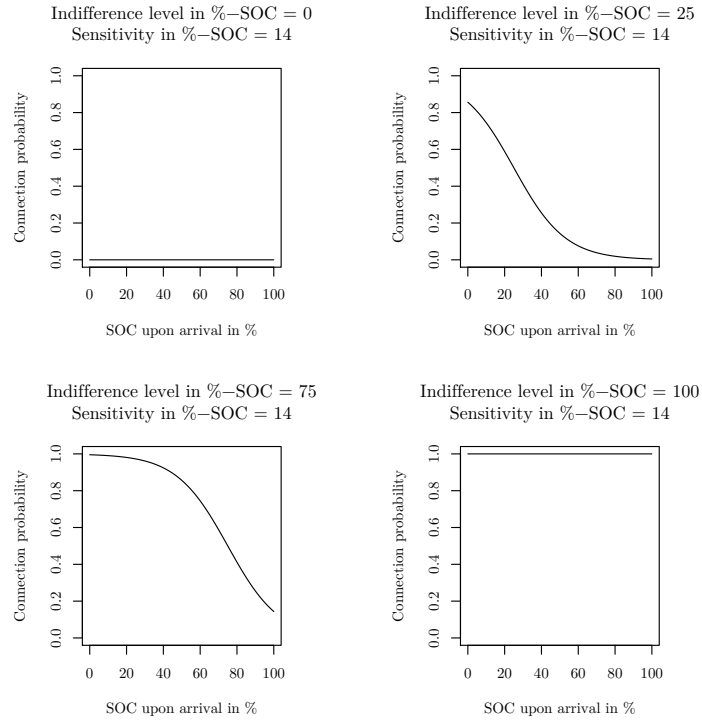 Indifference level in %−SOC = 0
Sensitivity in %−SOC = 14
Connection probability
1.0
0.8
0.6
0.4
0.2
0.0
0 20 40 60 80 100
SOC upon arrival in %
Indifference level in %−SOC = 25
Sensitivity in %−SOC = 14
Connection probability
1.0
0.8
0.6
0.4
0.2
0.0
0 20 40 60 80 100
SOC upon arrival in %
Indifference level in %−SOC = 75
Sensitivity in %−SOC = 14
Connection probability
1.0
0.8
0.6
0.4
0.2
0.0
0 20 40 60 80 100
SOC upon arrival in %
Indifference level in %−SOC = 100
Sensitivity in %−SOC = 14
Connection probability
1.0
0.8
0.6
0.4
0.2
0.0
0 20 40 60 80 100
SOC upon arrival in %